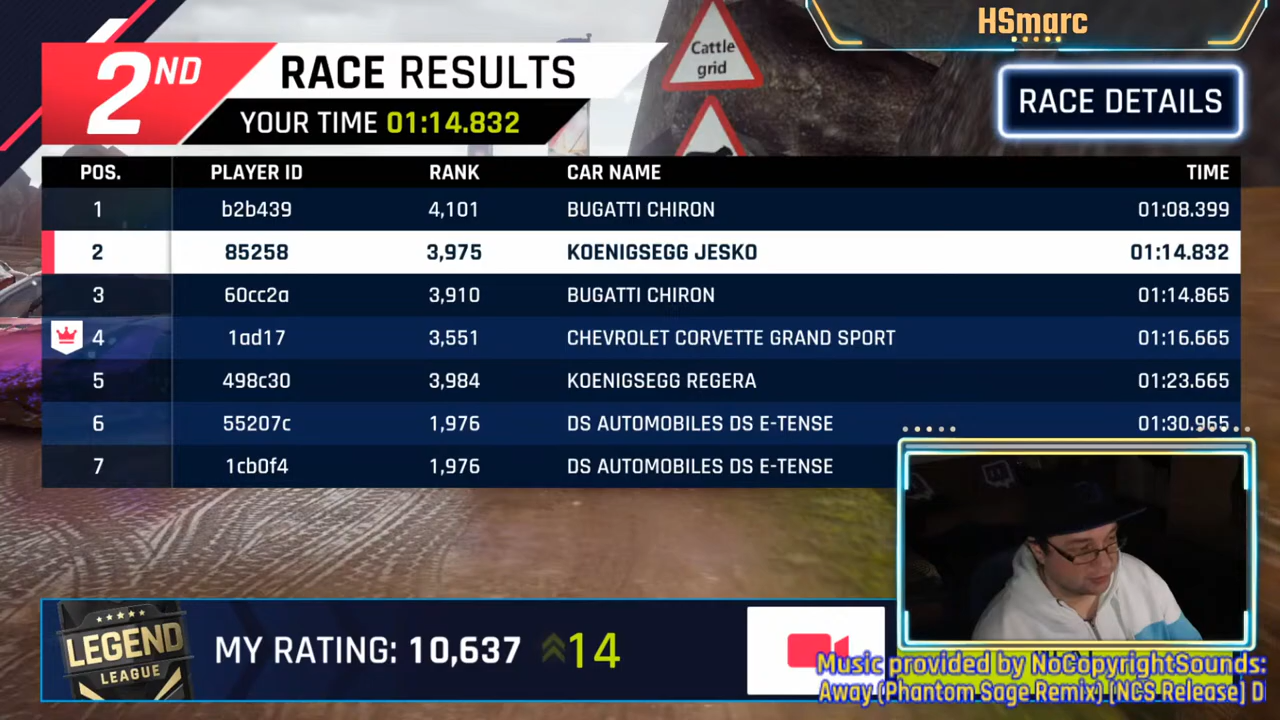 HSmarc
2ND
RACE RESULTS
YOUR TIME 01:14.832
Cattle
grid
RACE DETAILS
POS. PLAYER ID RANK CAR NAME TIME
1 b2b439 4,101 BUGATTI CHIRON 01:08.399
2 85258 3,975 KOENIGSEGG JESKO 01:14.832
3 60cc2a 3,910 BUGATTI CHIRON 01:14.865
4 1ad17 3,551 CHEVROLET CORVETTE GRAND SPORT 01:16.665
5 498c30 3,984 KOENIGSEGG REGERA 01:23.665
6 55207c 1,976 DS AUTOMOBILES DS E-TENSE 01:30.965
7 1cb0f4 1,976 DS AUTOMOBILES DS E-TENSE
LEGEND
LEAGUE
MY RATING: 10,637 14
Music provided by NoCopyrightSounds:
Away (Phantom Sage Remix) [NCS Release] D